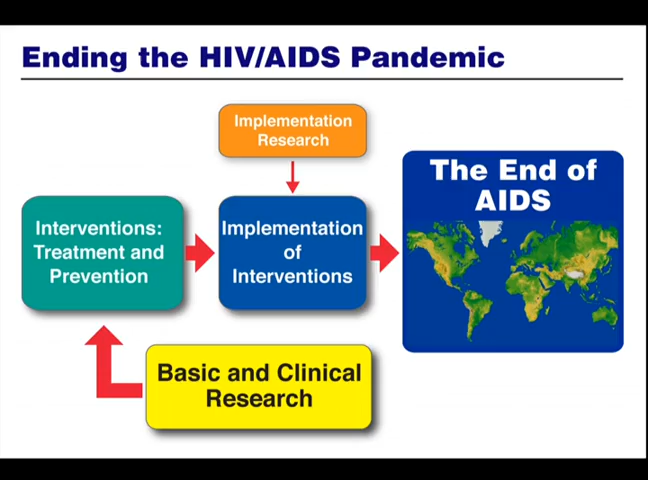 Ending the HIV/AIDS Pandemic
Implementation
Research
The End of
AIDS
Interventions:
Treatment and
Prevention
Implementation
of
Interventions
Basic and Clinical
Research